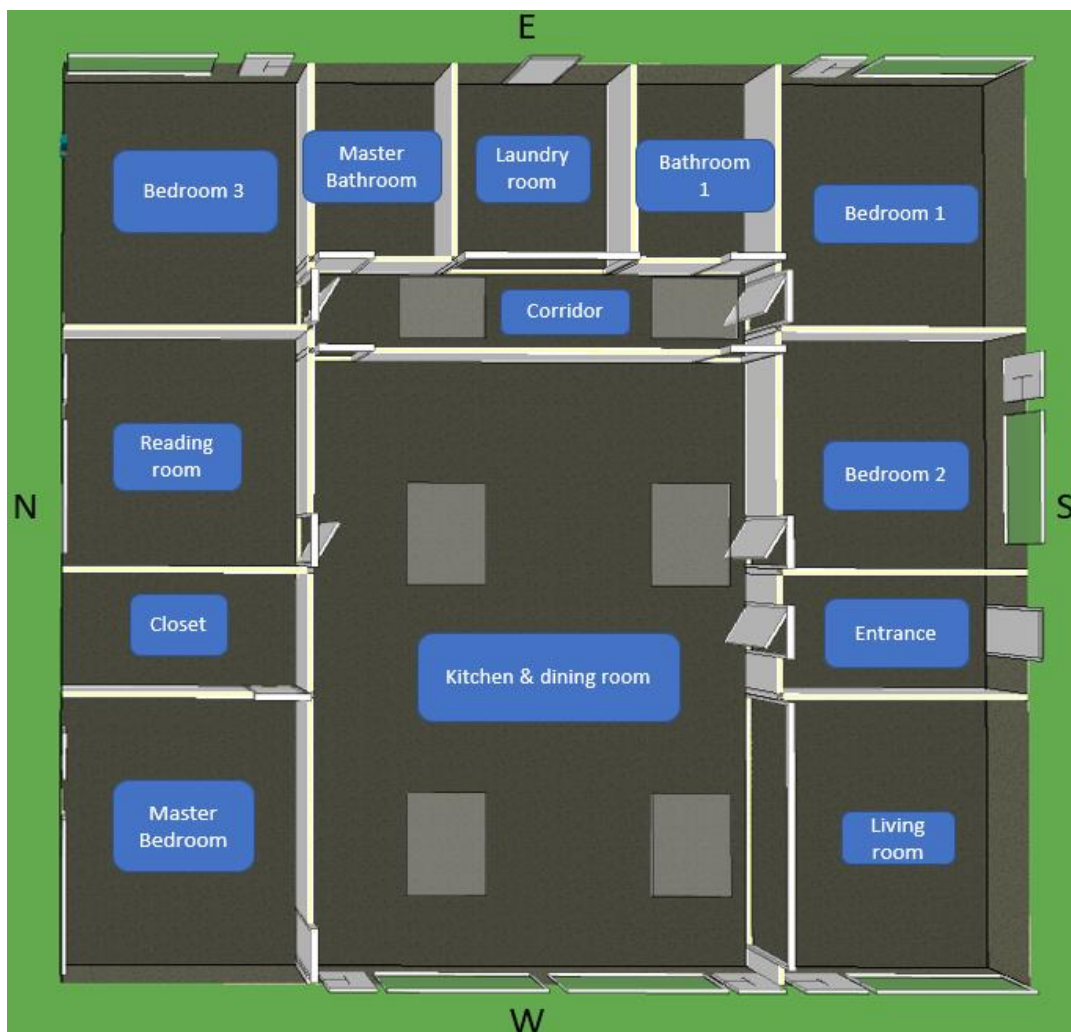 E
Bedroom 3
Master
Bathroom
Laundry
room
Bathroom
1
Bedroom 1
Corridor
Reading
room
Bedroom 2
N
S
Closet
Entrance
Kitchen & dining room
Master
Bedroom
Living
room
W